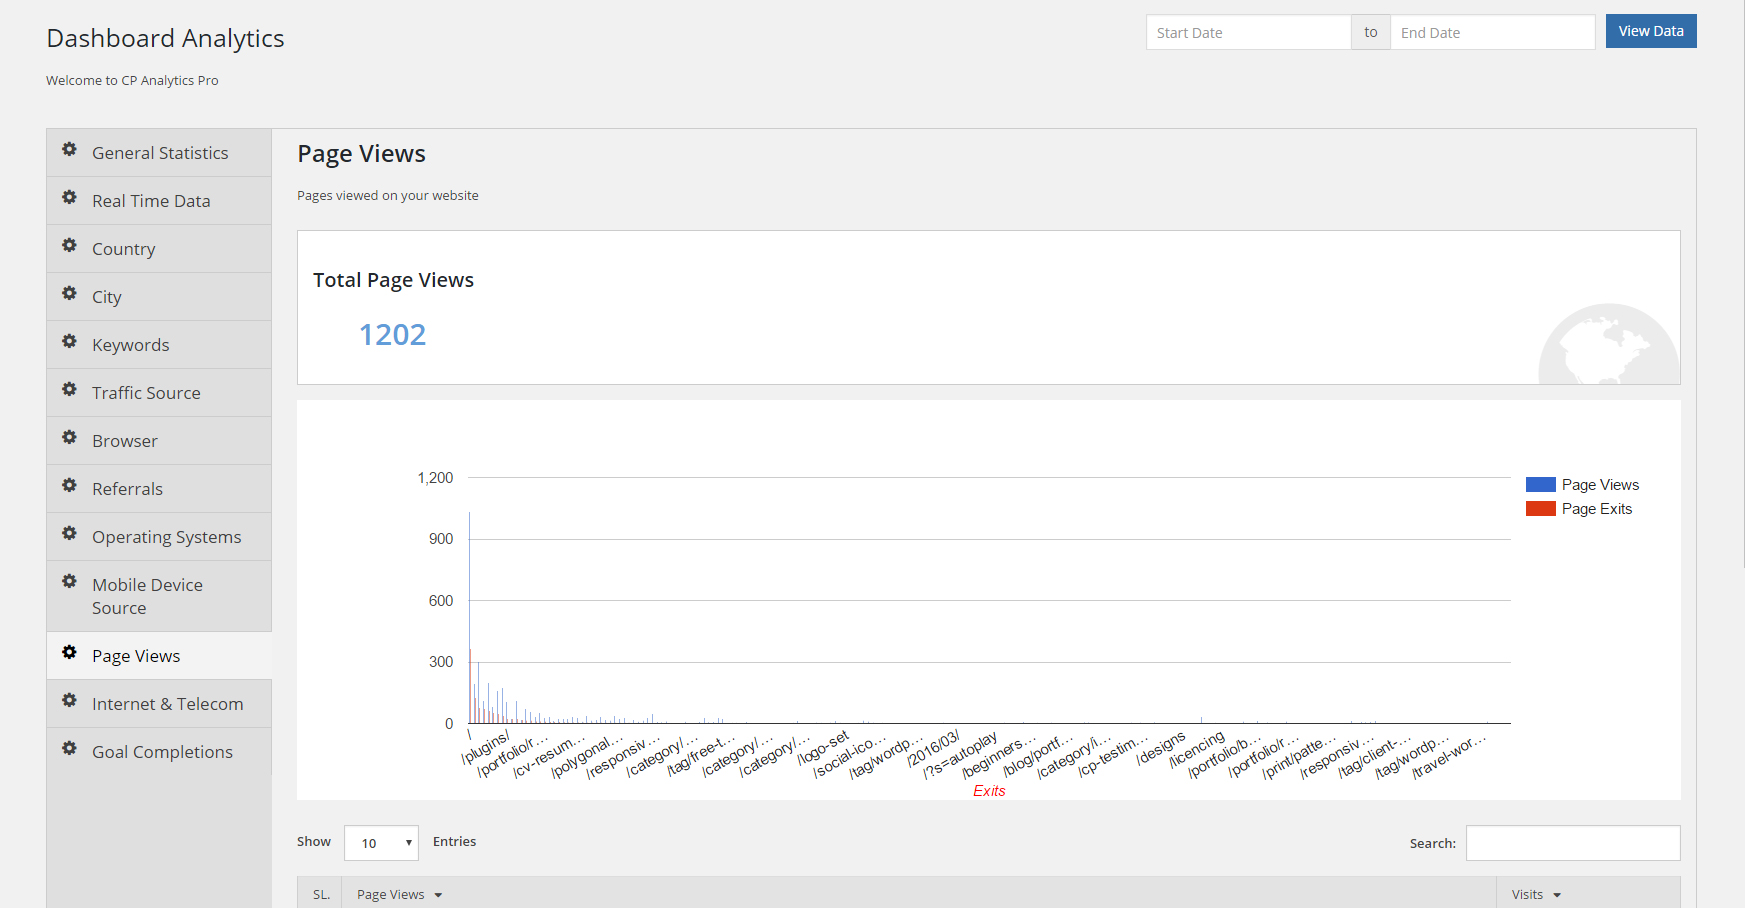 Dashboard Analytics
Welcome to CP Analytics Pro
Start Date to End Date View Data
General Statistics
Real Time Data
Country
City
Keywords
Traffic Source
Browser
Referrals
Operating Systems
Mobile Device
Source
Page Views
Internet & Telecom
Goal Completions
Page Views
Pages viewed on your website
Total Page Views
1202
1,200
900
600
300
0
Page Views
Page Exits
/
/plugins/
/portfolio/r…
/cv-resum…
/polygonal…
/responsiv…
/category/…
/tag/free-t…
/category/…
/category/…
/logo-set
/social-ico…
/tag/wordp…
/2016/03/
/?s=autoplay
/beginners…
/blog/portf…
/category/i…
/cp-testim…
/designs
/licencing
/portfolio/b…
/portfolio/r…
/print/patte…
/responsiv…
/tag/client-…
/tag/wordp…
/travel-wor…
Exits
Show 10 Entries
Search:
SL. Page Views Visits